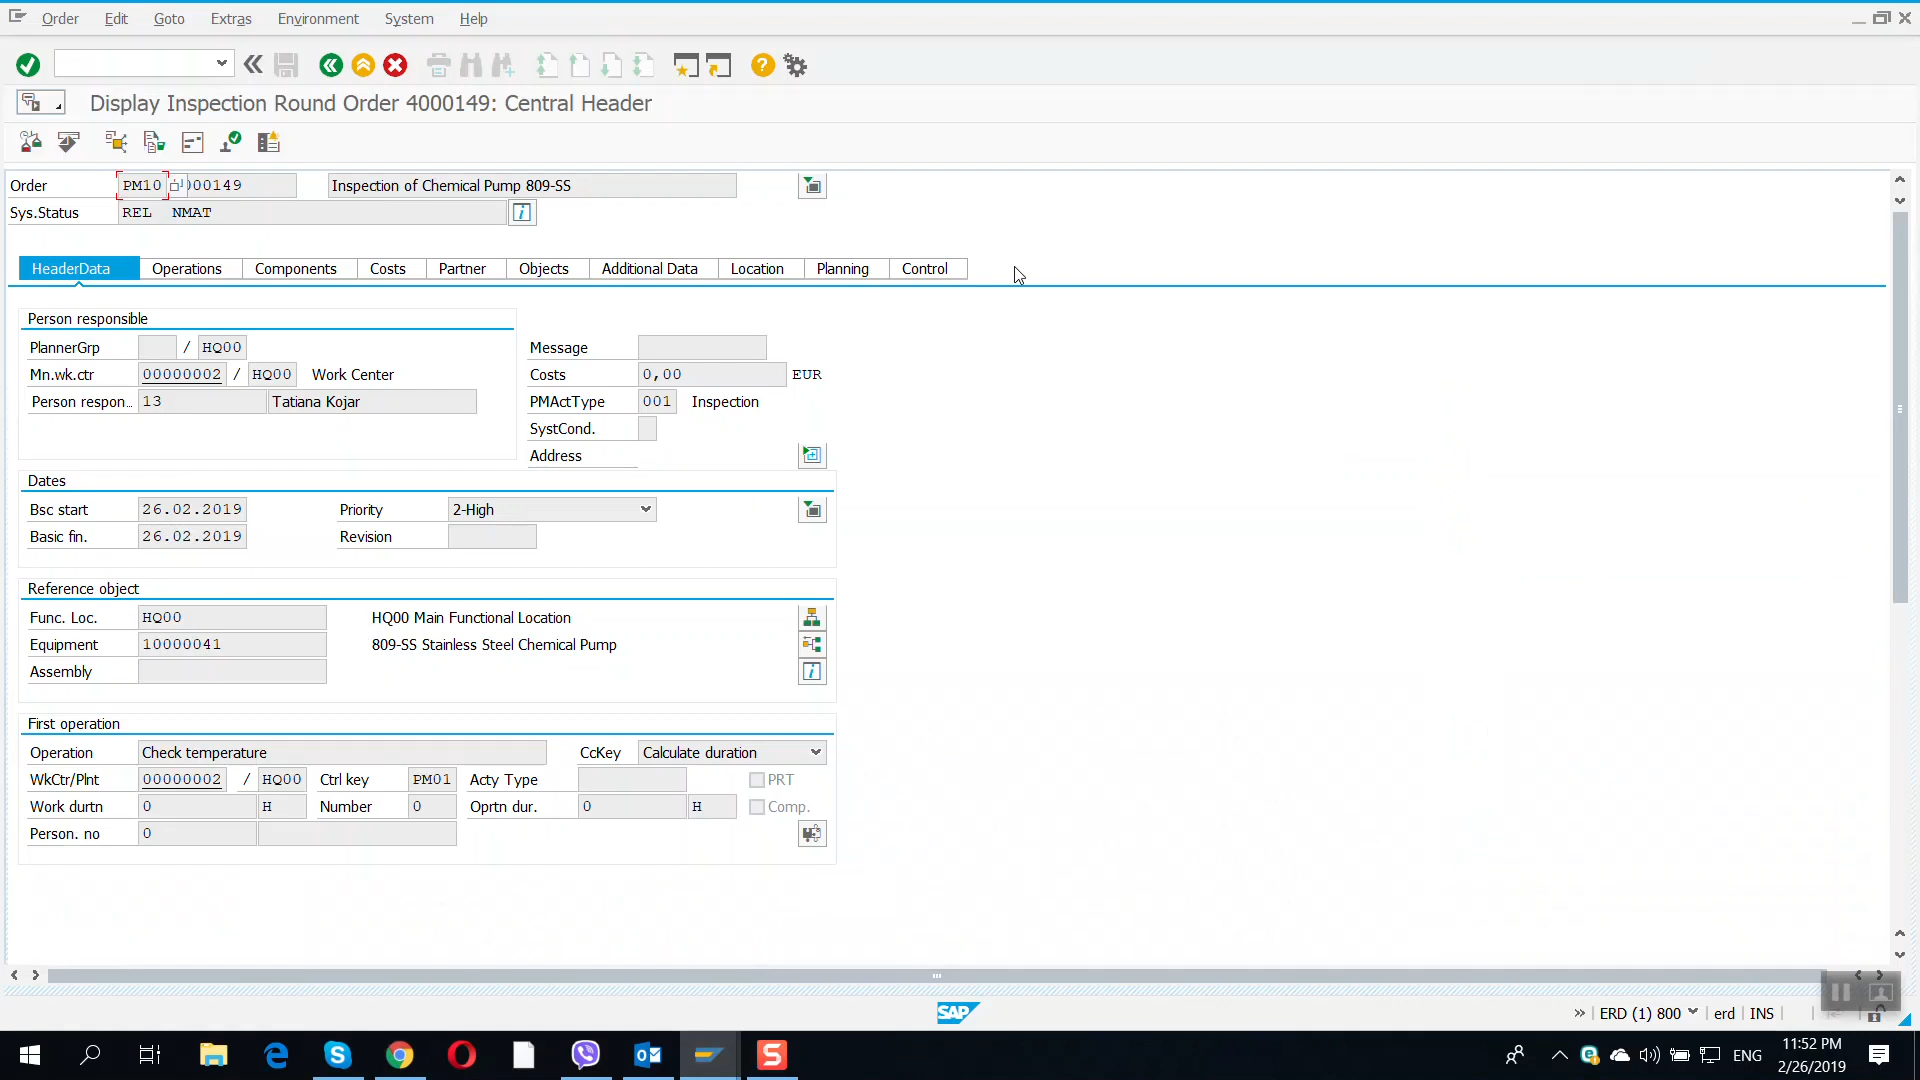 Order Edit Goto Extras Environment System Help
Display Inspection Round Order 4000149: Central Header
Order PM10 000149 Inspection of Chemical Pump 809-SS
Sys.Status REL NMAT
HeaderData Operations Components Costs Partner Objects Additional Data Location Planning Control
Person responsible
PlannerGrp / HQ00 Message
Mn.wk.ctr 00000002 / HQ00 Work Center Costs 0,00 EUR
Person respon… 13 Tatiana Kojar PMActType 001 Inspection
SystCond.
Address
Dates
Bsc start 26.02.2019 Priority 2-High
Basic fin. 26.02.2019 Revision
Reference object
Func. Loc. HQ00 HQ00 Main Functional Location
Equipment 10000041 809-SS Stainless Steel Chemical Pump
Assembly
First operation
Operation Check temperature CcKey Calculate duration
WkCtr/Plnt 00000002 / HQ00 Ctrl key PM01 Acty Type PRT
Work durtn 0 H Number 0 Oprtn dur. 0 H Comp.
Person. no 0
SAP ERD (1) 800 erd INS
ENG 11:52 PM
2/26/2019